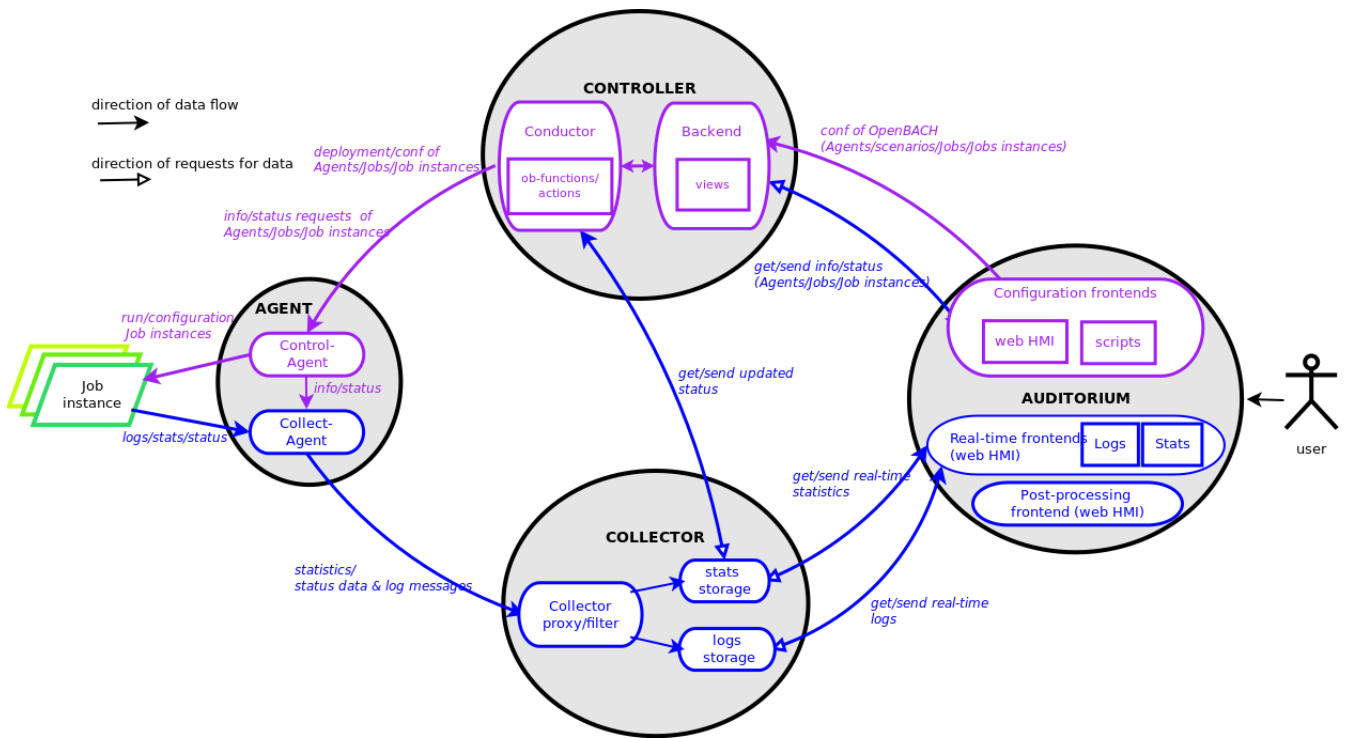 direction of data flow
direction of requests for data
CONTROLLER
Conductor
ob-functions/
actions
Backend
views
conf of OpenBACH
(Agents/scenarios/Jobs/Jobs instances)
deployment/conf of
Agents/Jobs/Job instances
info/status requests of
Agents/Jobs/Job instances
get/send info/status
(Agents/Jobs/Job instances)
AGENT
Control-
Agent
info/status
Collect-
Agent
run/configuration
Job instances
Job
instance
logs/stats/status
get/send updated
status
Configuration frontends
web HMI
scripts
AUDITORIUM
Real-time frontends
(web HMI)
Logs
Stats
Post-processing
frontend (web HMI)
user
get/send real-time
statistics
COLLECTOR
statistics/
status data & log messages
Collector
proxy/filter
stats
storage
logs
storage
get/send real-time
logs